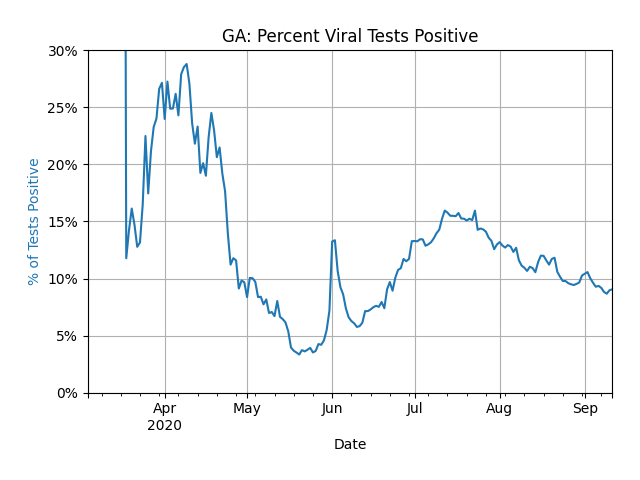 GA: Percent Viral Tests Positive
30%
25%
20%
15%
10%
5%
0%
% of Tests Positive
Apr
2020
May
Jun
Jul
Aug
Sep
Date